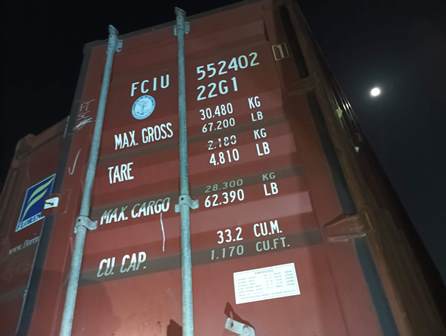 FCIU 552402
22G1
MAX. GROSS 30.480 KG
67.200 LB
TARE 2.180 KG
4.810 LB
MAX. CARGO 28.300 KG
62.390 LB
CU. CAP. 33.2 CU.M.
1.170 CU.FT.